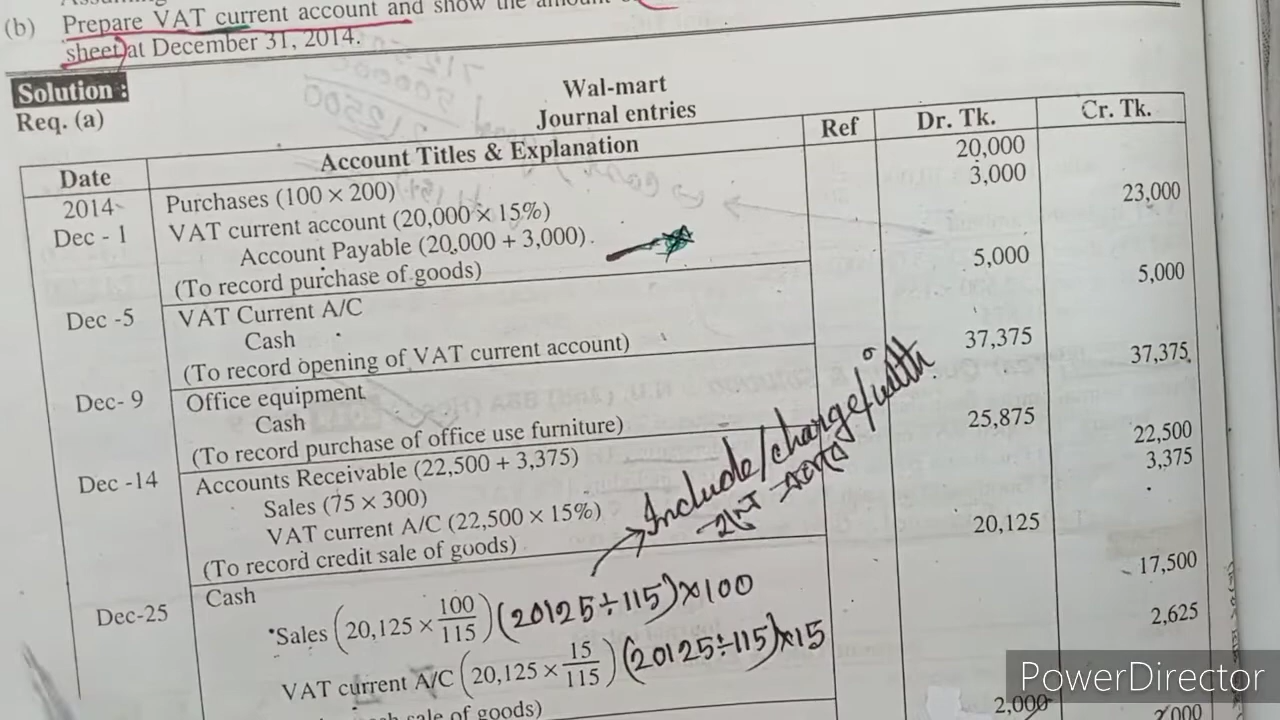 (b) Prepare VAT current account and show the amount
sheet at December 31, 2014.
Solution :
Wal-mart
Req. (a)
Journal entries
Date Account Titles & Explanation Ref Dr. Tk. Cr. Tk.
2014 Purchases (100 × 200) 20,000
Dec - 1 VAT current account (20,000 × 15%) 3,000
Account Payable (20,000 + 3,000). 23,000
(To record purchase of goods)
Dec -5 VAT Current A/C 5,000
Cash 5,000
(To record opening of VAT current account)
Dec- 9 Office equipment 37,375
Cash 37,375
(To record purchase of office use furniture)
Dec -14 Accounts Receivable (22,500 + 3,375) 25,875
Sales (75 × 300) 22,500
VAT current A/C (22,500 × 15%) 3,375
(To record credit sale of goods)
Include/charge/with
Dec-25 Cash 20,125
Sales (20,125 × 100/115) (20125÷115)×100 17,500
VAT current A/C (20,125 × 15/115) (20125÷115)×15 2,625
sale of goods)
2,000
2,000
PowerDirector